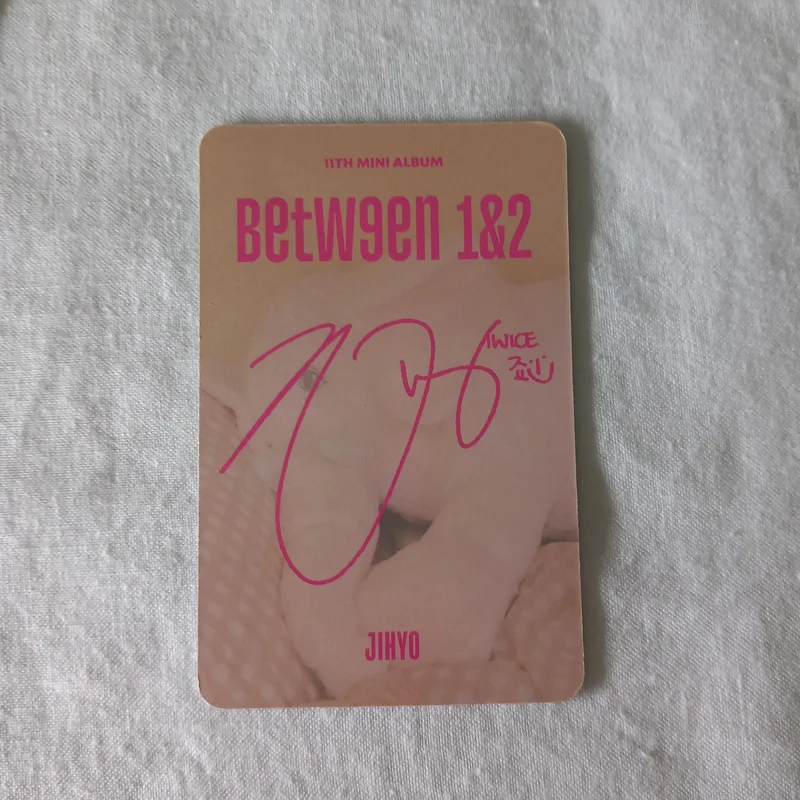 11TH MINI ALBUM
Betw9en 1&2
TWICE
JIHYO